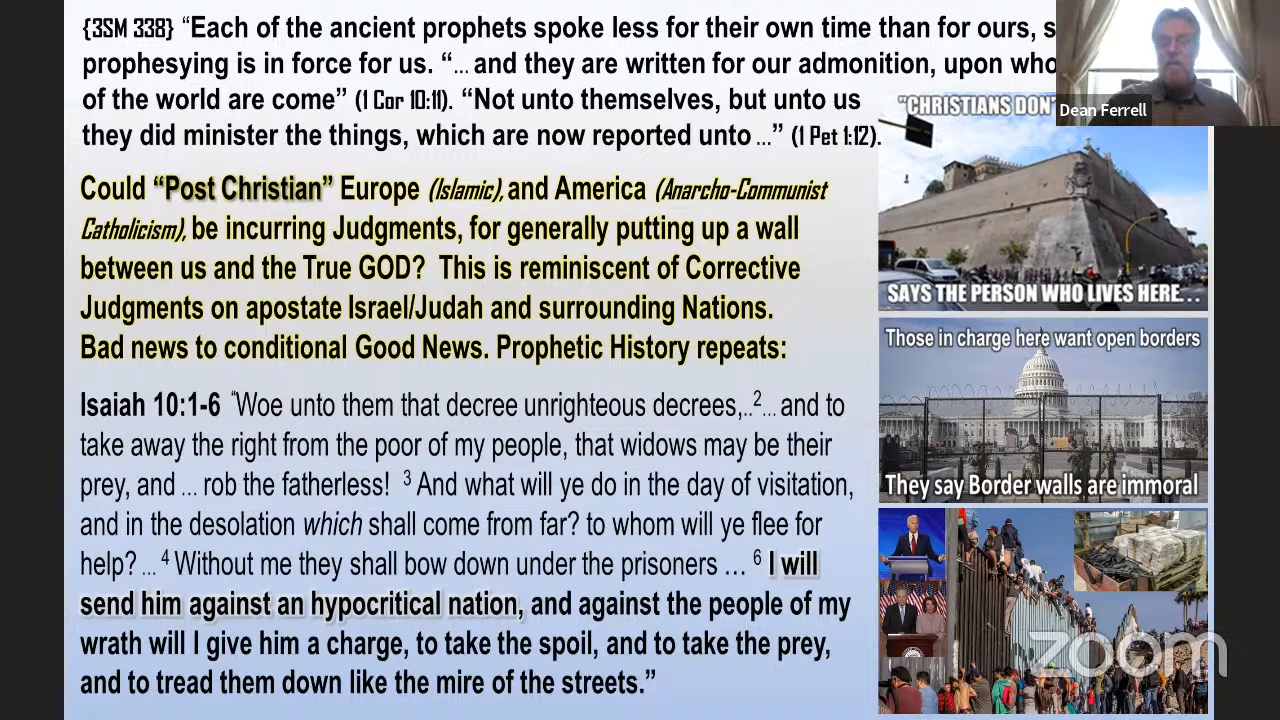 {3SM 338} “Each of the ancient prophets spoke less for their own time than for ours, s
prophesying is in force for us. “... and they are written for our admonition, upon who
of the world are come” (1 Cor 10:11). “Not unto themselves, but unto us
they did minister the things, which are now reported unto ...” (1 Pet 1:12).
Could “Post Christian” Europe (Islamic), and America (Anarcho-Communist
Catholicism), be incurring Judgments, for generally putting up a wall
between us and the True GOD? This is reminiscent of Corrective
Judgments on apostate Israel/Judah and surrounding Nations.
Bad news to conditional Good News. Prophetic History repeats:
Isaiah 10:1-6 “Woe unto them that decree unrighteous decrees,..2... and to
take away the right from the poor of my people, that widows may be their
prey, and ... rob the fatherless! 3 And what will ye do in the day of visitation,
and in the desolation which shall come from far? to whom will ye flee for
help? ... 4 Without me they shall bow down under the prisoners ... 6 I will
send him against an hypocritical nation, and against the people of my
wrath will I give him a charge, to take the spoil, and to take the prey,
and to tread them down like the mire of the streets.”
Dean Ferrell
"CHRISTIANS DON'T
SAYS THE PERSON WHO LIVES HERE...
Those in charge here want open borders
They say Border walls are immoral
zoom